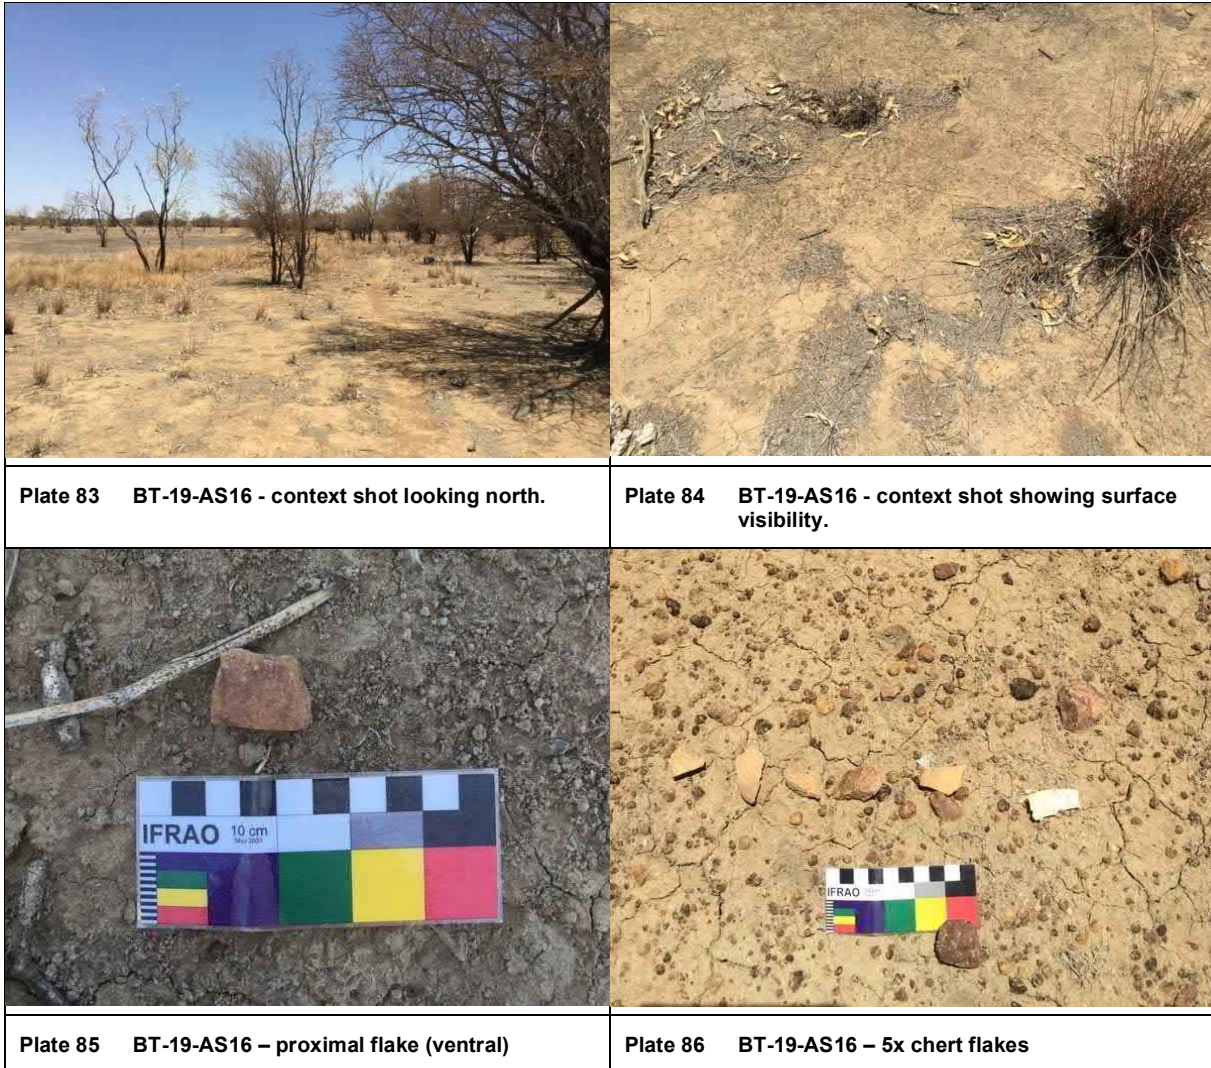 Plate 83 BT-19-AS16 - context shot looking north.
Plate 84 BT-19-AS16 - context shot showing surface
visibility.
IFRAO 10 cm
IFRAO
Plate 85 BT-19-AS16 – proximal flake (ventral)
Plate 86 BT-19-AS16 – 5x chert flakes